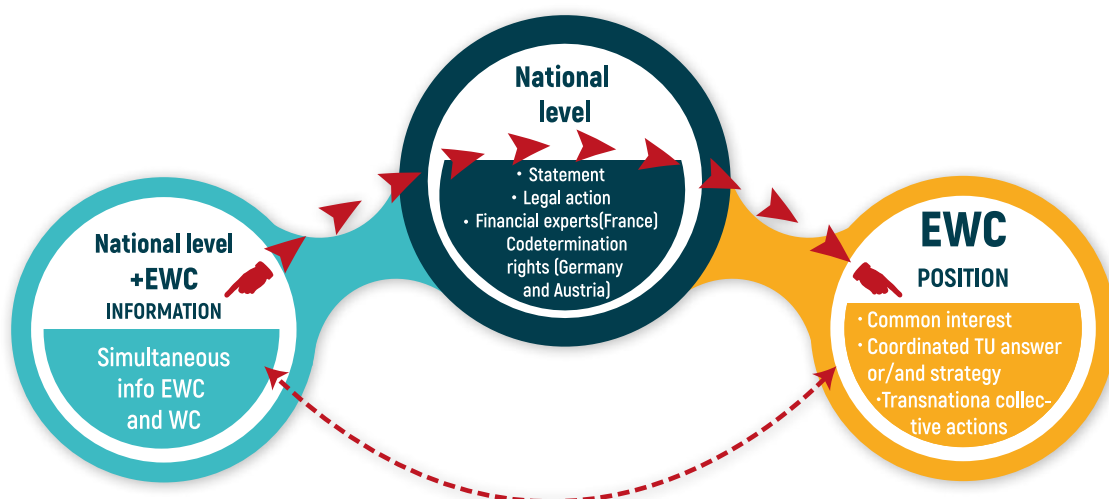 National level
+EWC
INFORMATION
Simultaneous
info EWC
and WC
National
level
• Statement
• Legal action
• Financial experts(France)
Codetermination
rights (Germany
and Austria)
EWC
POSITION
• Common interest
• Coordinated TU answer
or/and strategy
•Transnationa collec-
tive actions